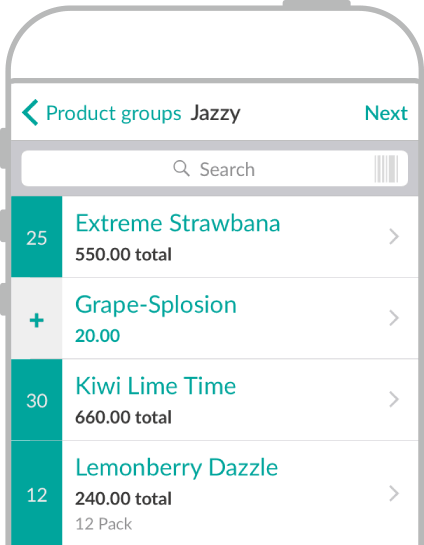 Product groups Jazzy Next
Search
25 Extreme Strawbana
550.00 total
+ Grape-Splosion
20.00
30 Kiwi Lime Time
660.00 total
12 Lemonberry Dazzle
240.00 total
12 Pack